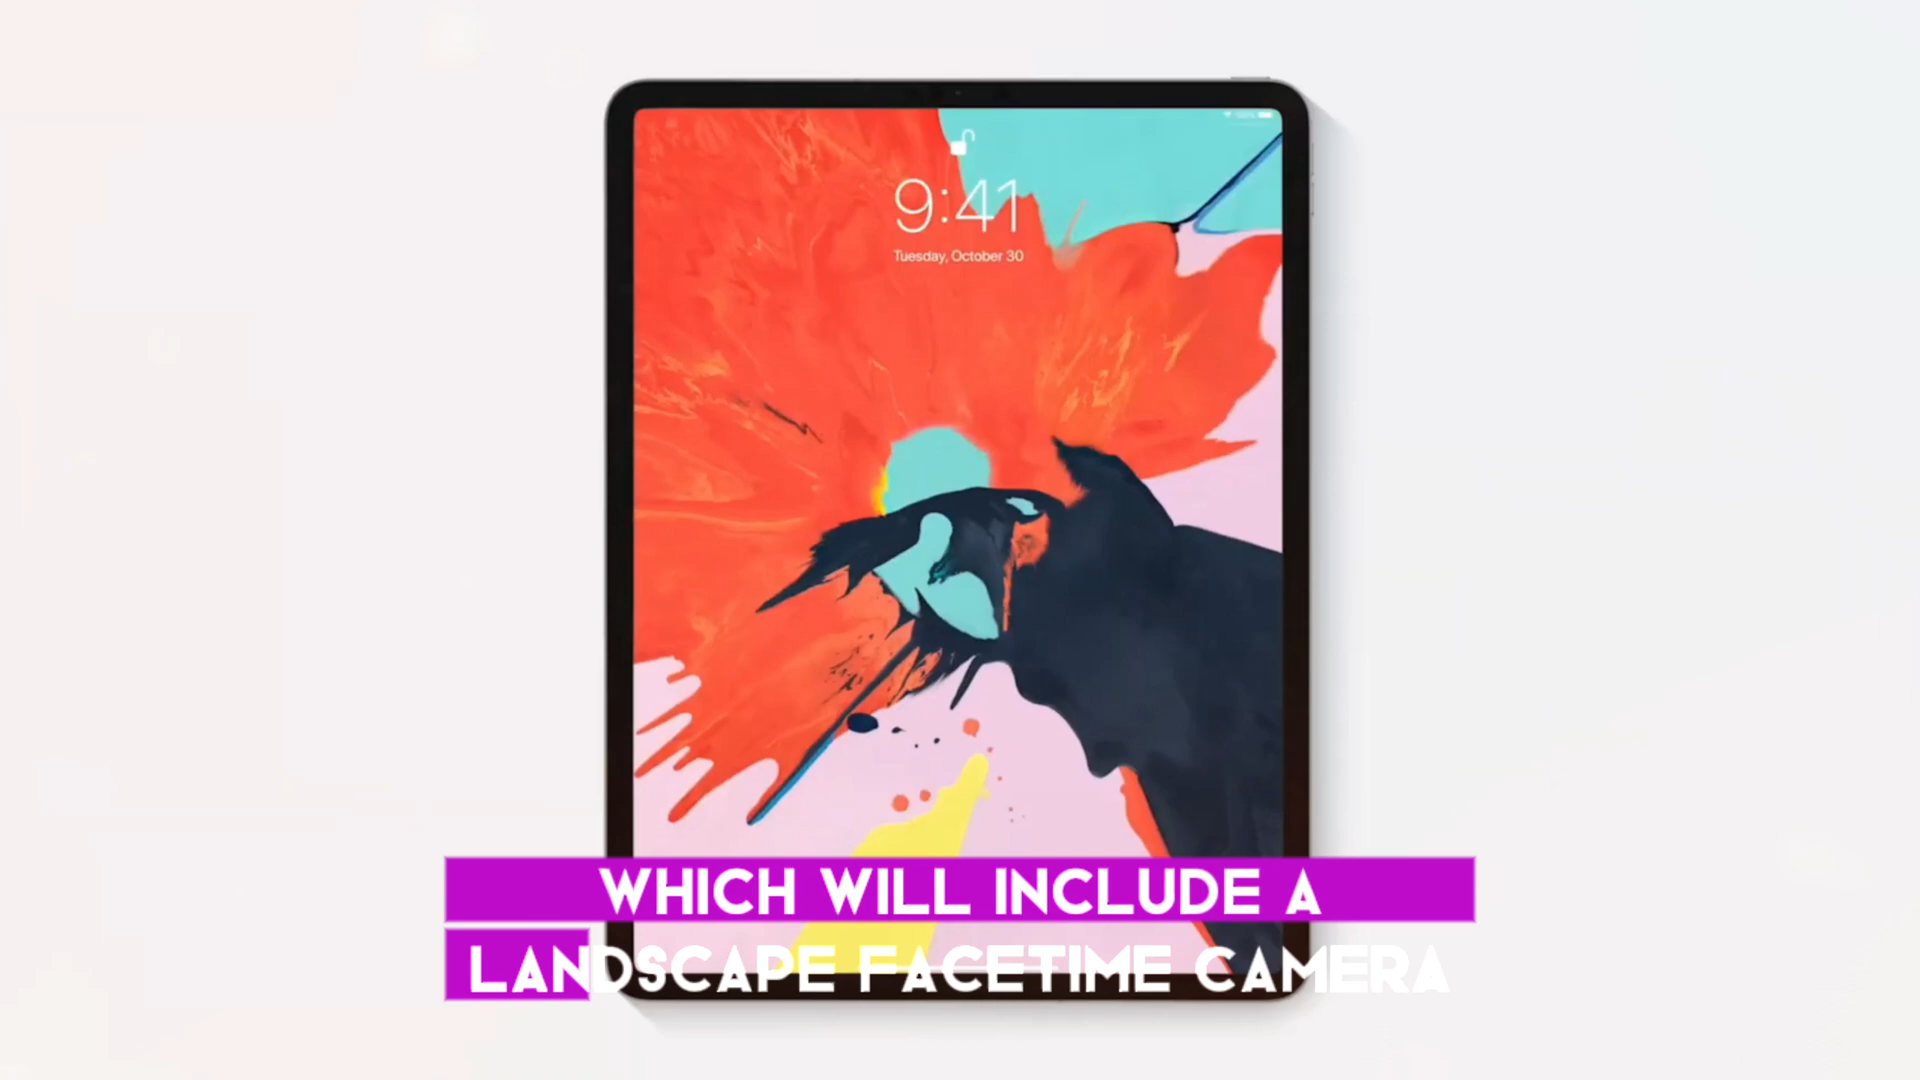 9:41
Tuesday, October 30
WHICH WILL INCLUDE A
LANDSCAPE FACETIME CAMERA